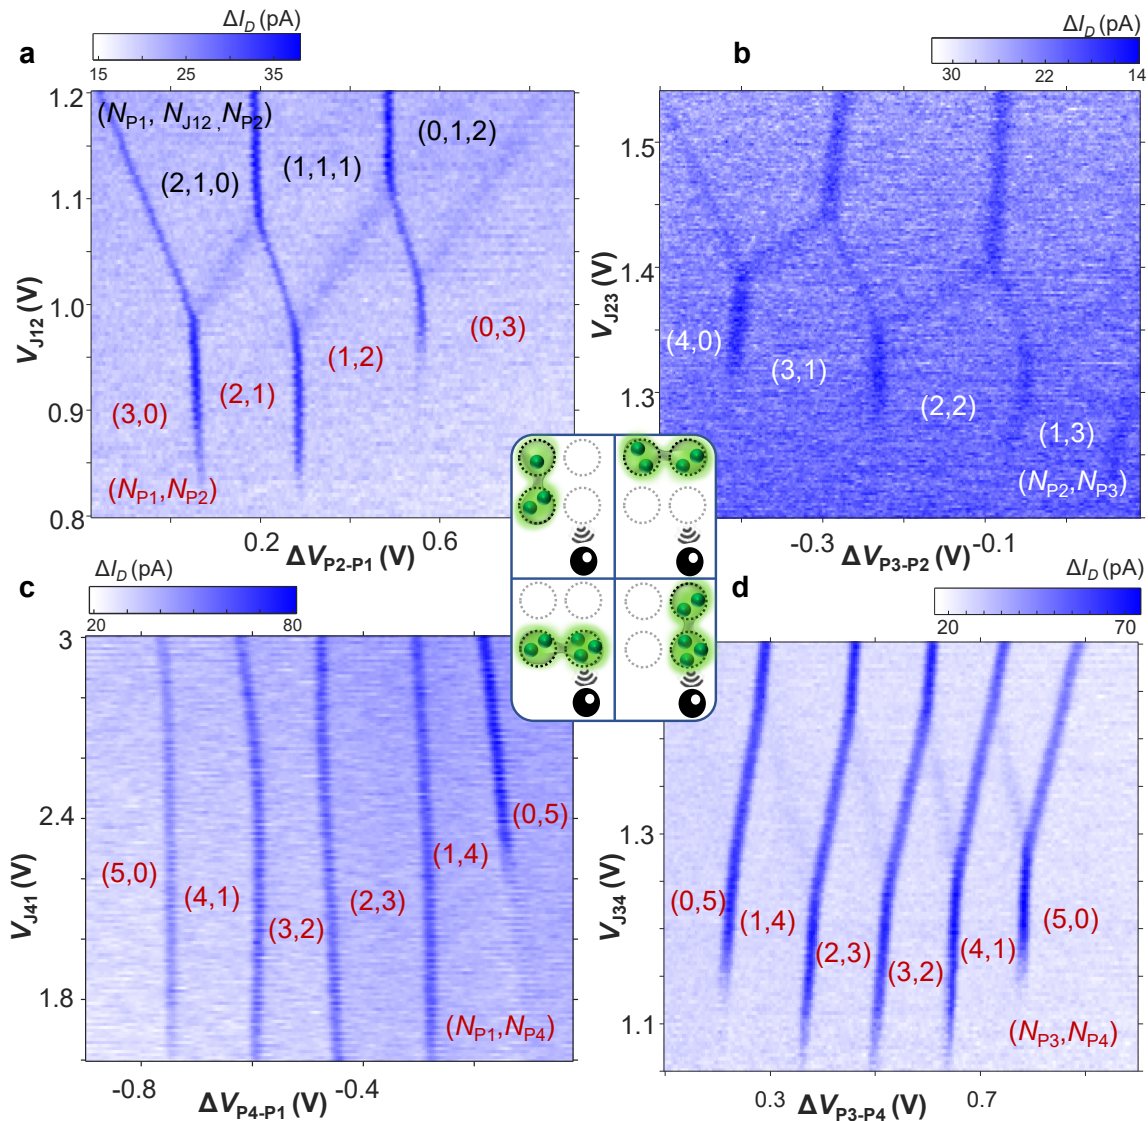 a
ΔI_D (pA)
15 25 35
(N_P1, N_J12, N_P2)
(2,1,0)
(1,1,1)
(0,1,2)
(3,0)
(2,1)
(1,2)
(0,3)
(N_P1,N_P2)
1.2
1.1
1.0
0.9
0.8
V_J12 (V)
0.2 0.6
ΔV_P2-P1 (V)
b
ΔI_D (pA)
30 22 14
1.5
1.4
1.3
V_J23 (V)
(4,0)
(3,1)
(2,2)
(1,3)
(N_P2,N_P3)
-0.3 -0.1
ΔV_P3-P2 (V)
c
ΔI_D (pA)
20 80
3
2.4
1.8
V_J41 (V)
(5,0)
(4,1)
(3,2)
(2,3)
(1,4)
(0,5)
(N_P1,N_P4)
-0.8 -0.4
ΔV_P4-P1 (V)
d
ΔI_D (pA)
20 70
1.3
1.1
V_J34 (V)
(0,5)
(1,4)
(2,3)
(3,2)
(4,1)
(5,0)
(N_P3,N_P4)
0.3 0.7
ΔV_P3-P4 (V)